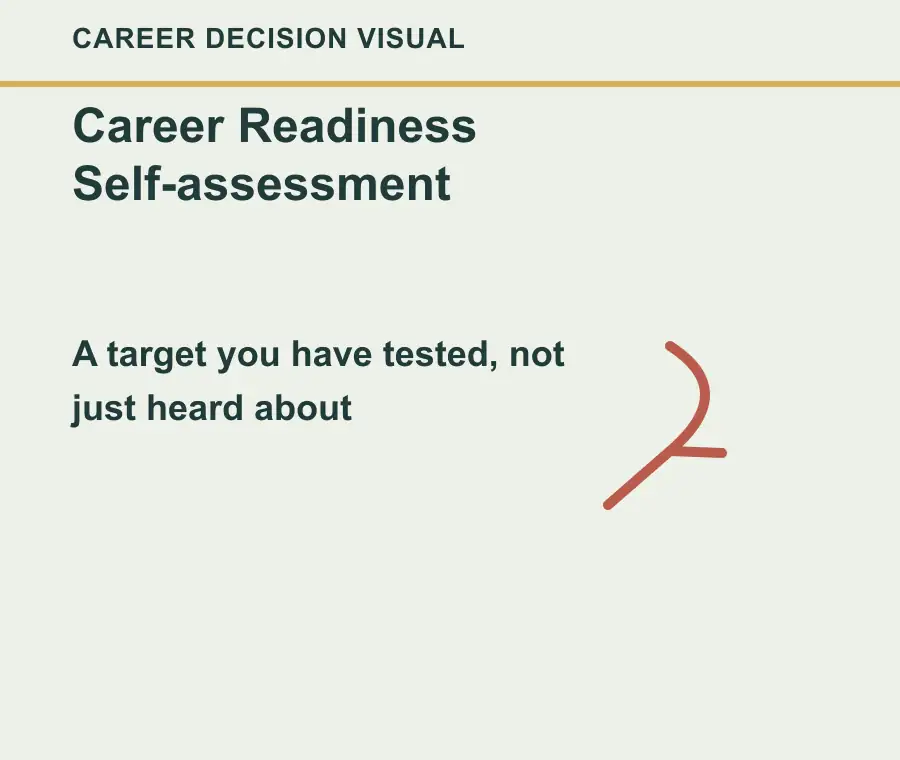 CAREER DECISION VISUAL
Career Readiness
Self-assessment
A target you have tested, not
just heard about